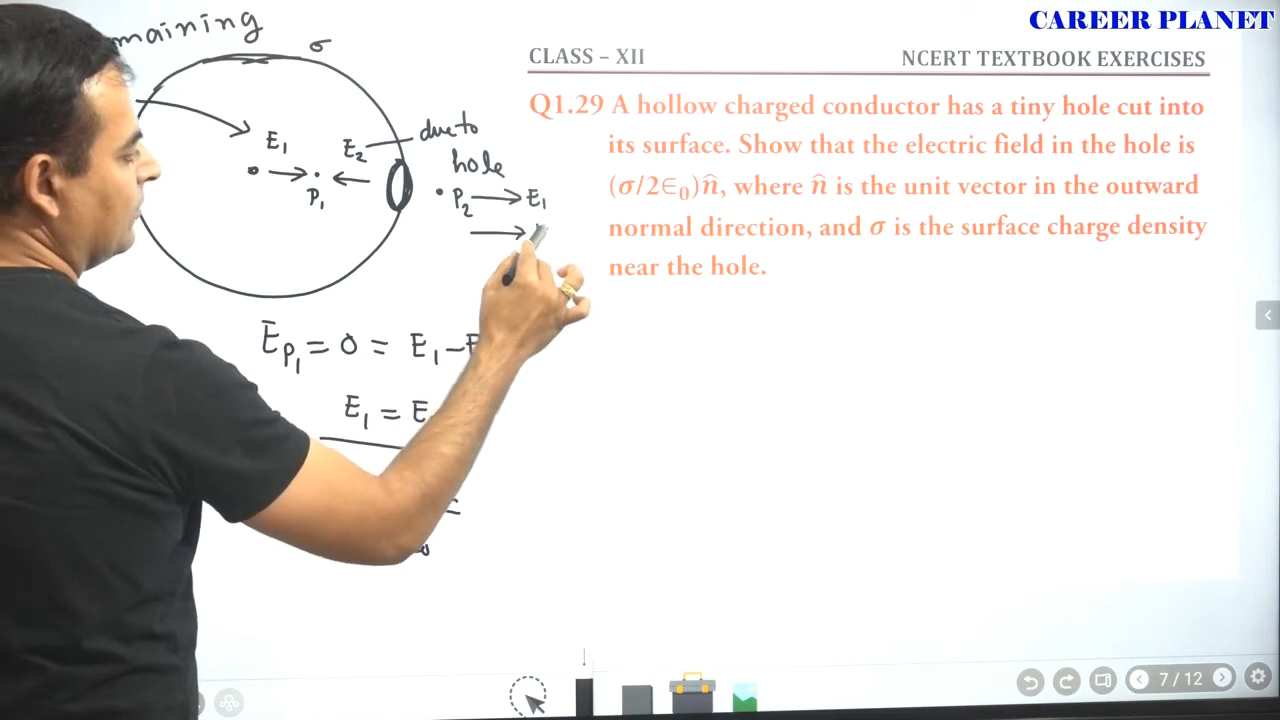 CAREER PLANET
CLASS – XII
NCERT TEXTBOOK EXERCISES
Q1.29 A hollow charged conductor has a tiny hole cut into
its surface. Show that the electric field in the hole is
(σ/2∈₀)n̂, where n̂ is the unit vector in the outward
normal direction, and σ is the surface charge density
near the hole.
σ
E₁
E₂
due to
hole
P₁
P₂ → E₁
E_P₁ = 0 = E₁ –
E₁ =
7 / 12